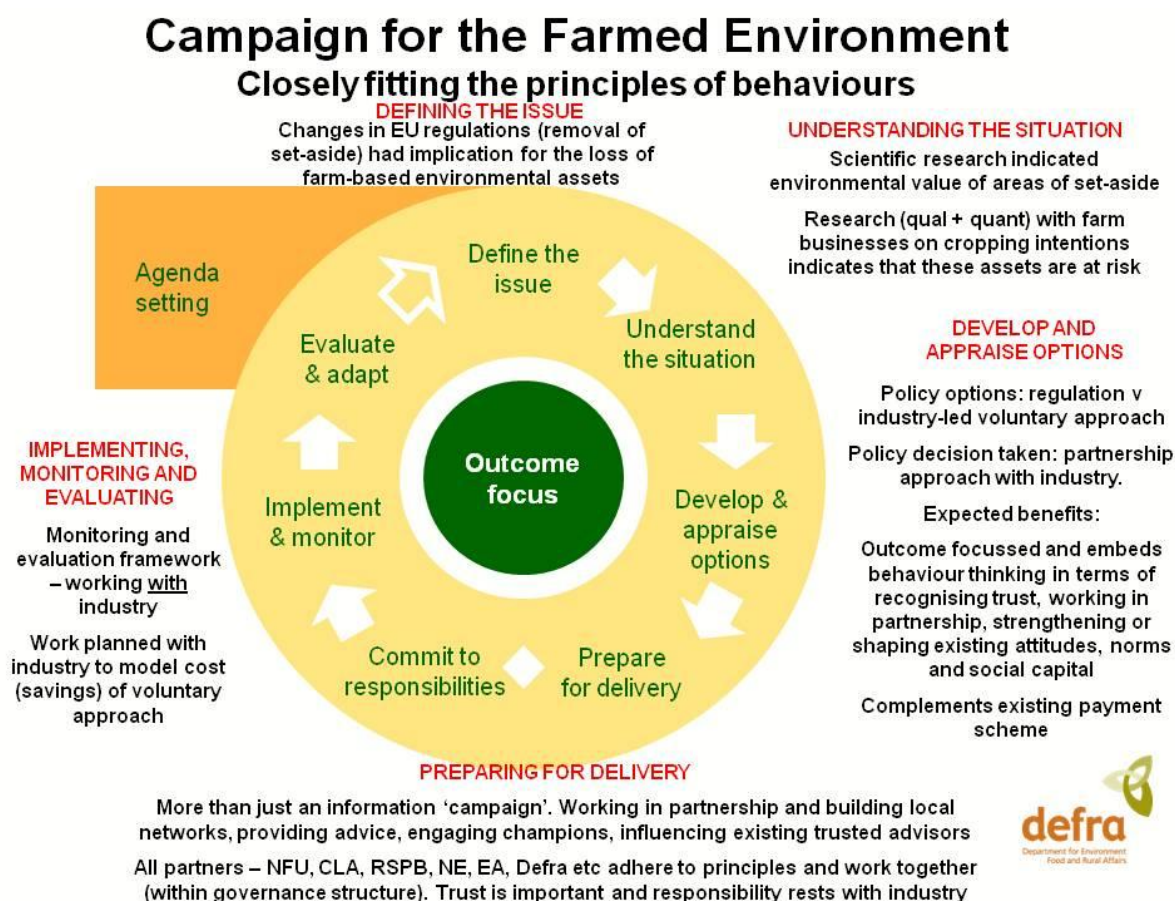 Campaign for the Farmed Environment
Closely fitting the principles of behaviours
DEFINING THE ISSUE
Changes in EU regulations (removal of
set-aside) had implication for the loss of
farm-based environmental assets
UNDERSTANDING THE SITUATION
Scientific research indicated
environmental value of areas of set-aside
Research (qual + quant) with farm
businesses on cropping intentions
indicates that these assets are at risk
Agenda
setting
Define the
issue
Understand
the situation
Develop &
appraise
options
Prepare
for delivery
Commit to
responsibilities
Implement
& monitor
Evaluate
& adapt
Outcome
focus
DEVELOP AND
APPRAISE OPTIONS
Policy options: regulation v
industry-led voluntary approach
Policy decision taken: partnership
approach with industry.
Expected benefits:
Outcome focussed and embeds
behaviour thinking in terms of
recognising trust, working in
partnership, strengthening or
shaping existing attitudes, norms
and social capital
Complements existing payment
scheme
IMPLEMENTING,
MONITORING AND
EVALUATING
Monitoring and
evaluation framework
– working with
industry
Work planned with
industry to model cost
(savings) of voluntary
approach
PREPARING FOR DELIVERY
More than just an information ‘campaign’. Working in partnership and building local
networks, providing advice, engaging champions, influencing existing trusted advisors
All partners – NFU, CLA, RSPB, NE, EA, Defra etc adhere to principles and work together
(within governance structure). Trust is important and responsibility rests with industry
defra
Department for Environment
Food and Rural Affairs